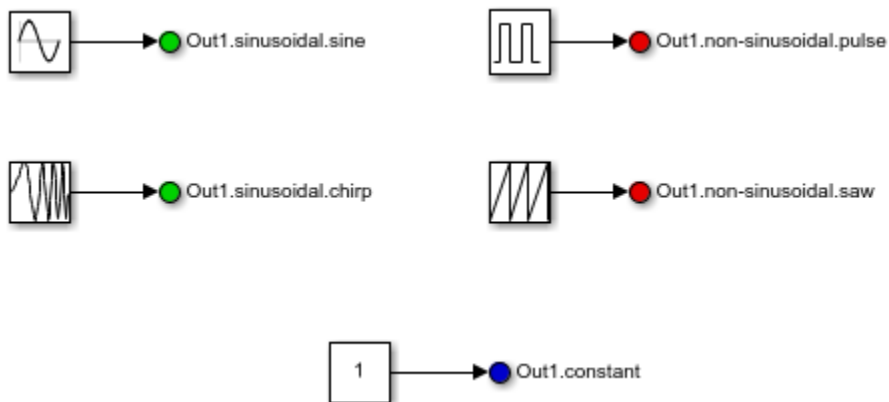 Out1.sinusoidal.sine
Out1.non-sinusoidal.pulse
Out1.sinusoidal.chirp
Out1.non-sinusoidal.saw
1
Out1.constant